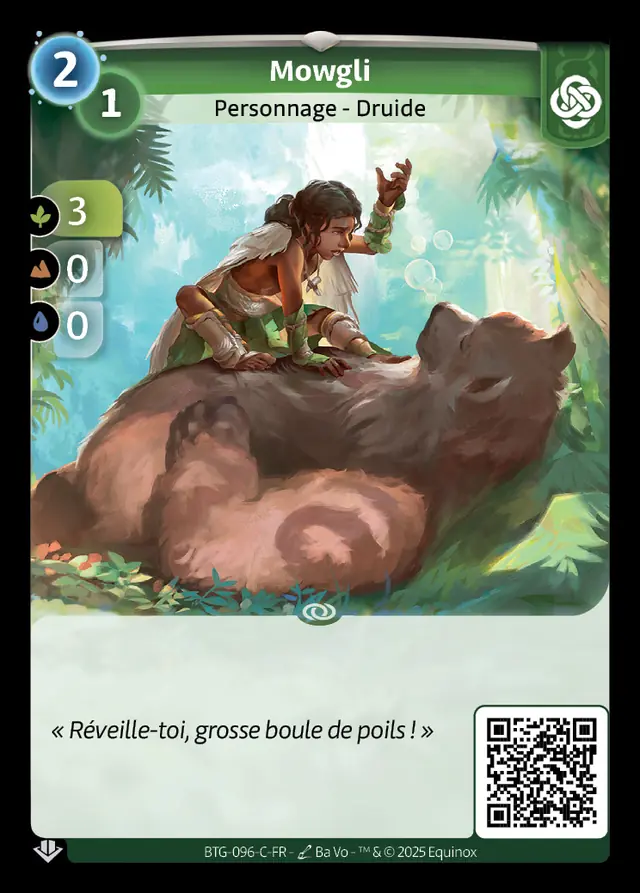 2
Mowgli
1
Personnage - Druide
3
0
0
« Réveille-toi, grosse boule de poils ! »
BTG-096-C-FR - Ba Vo - ™ & © 2025 Equinox